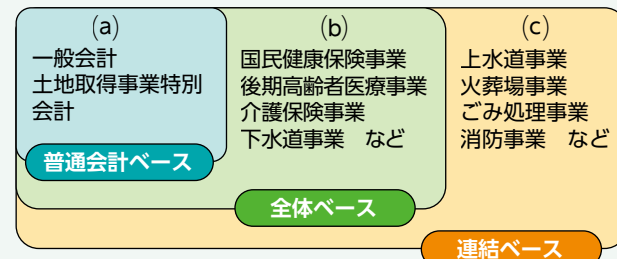 (a)
一般会計
土地取得事業特別
会計
普通会計ベース
(b)
国民健康保険事業
後期高齢者医療事業
介護保険事業
下水道事業　など
全体ベース
(c)
上水道事業
火葬場事業
ごみ処理事業
消防事業　など
連結ベース